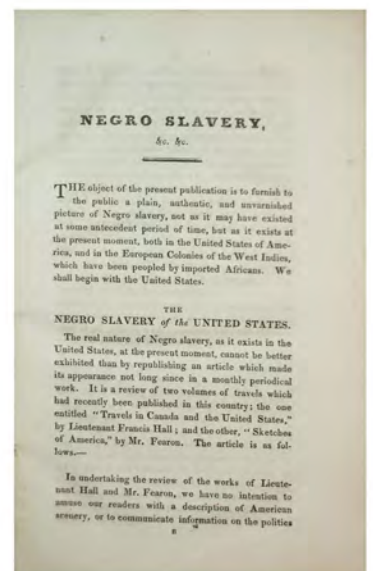 NEGRO SLAVERY,
&c. &c.
THE object of the present publication is to furnish to
the public a plain, authentic, and unvarnished
picture of Negro slavery, not as it may have existed
at some antecedent period of time, but as it exists at
the present moment, both in the United States of Ame-
rica, and in the European Colonies of the West Indies,
which have been peopled by imported Africans. We
shall begin with the United States.
THE
NEGRO SLAVERY of the UNITED STATES.
The real nature of Negro slavery, as it exists in the
United States, at the present moment, cannot be better
exhibited than by republishing an article which made
its appearance not long since in a monthly periodical
work. It is a review of two volumes of travels which
had recently been published in this country; the one
entitled "Travels in Canada and the United States,"
by Lieutenant Francis Hall; and the other, "Sketches
of America," by Mr. Fearon. The article is as fol-
lows.—
In undertaking the review of the works of Lieute-
nant Hall and Mr. Fearon, we have no intention to
amuse our readers with a description of American
scenery, or to communicate information on the politics